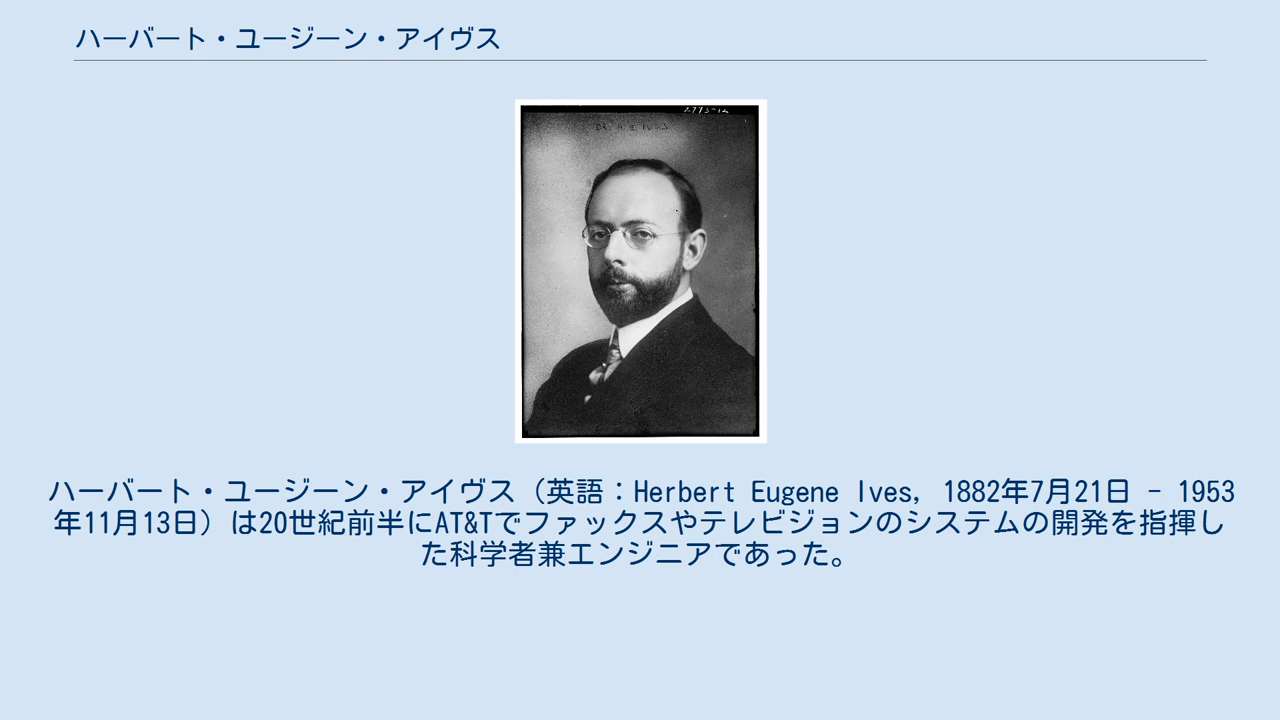 ハーバート・ユージーン・アイヴス
2773-12
DR. H. E. IVES
ハーバート・ユージーン・アイヴス（英語：Herbert Eugene Ives, 1882年7月21日 – 1953
年11月13日）は20世紀前半にAT&Tでファックスやテレビジョンのシステムの開発を指揮し
た科学者兼エンジニアであった。